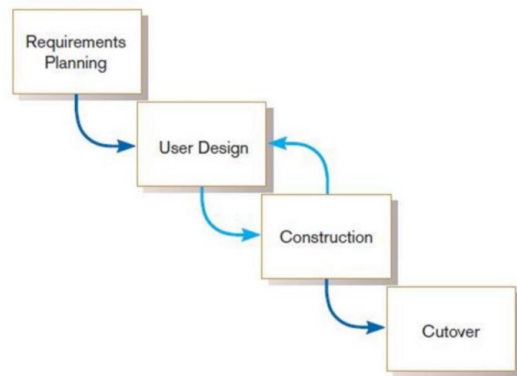 Requirements
Planning
User Design
Construction
Cutover